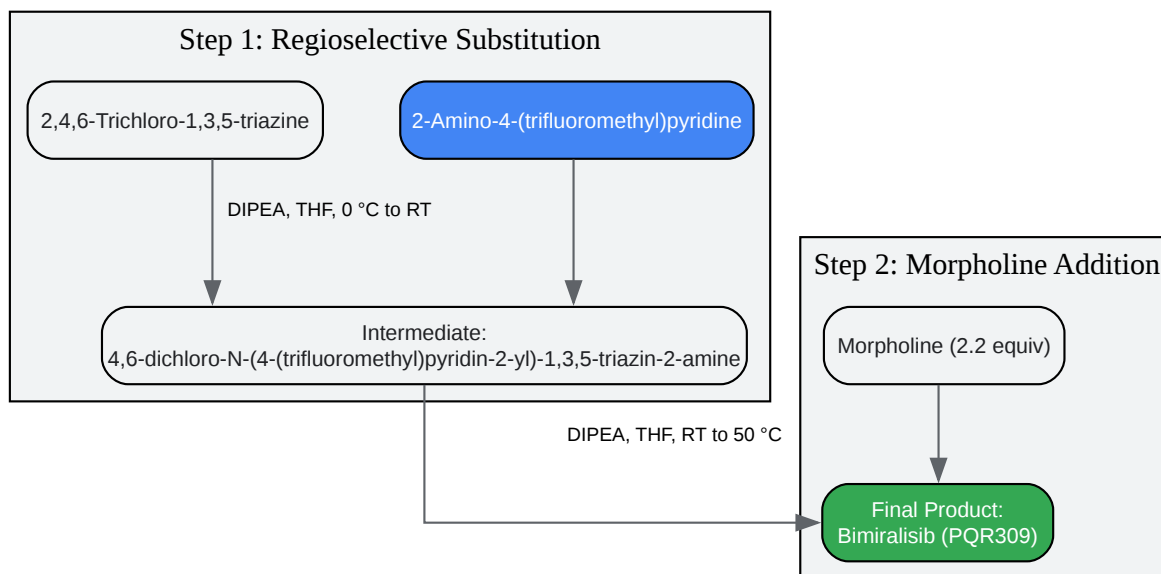 Step 1: Regioselective Substitution
2,4,6-Trichloro-1,3,5-triazine
2-Amino-4-(trifluoromethyl)pyridine
DIPEA, THF, 0 °C to RT
Intermediate:
4,6-dichloro-N-(4-(trifluoromethyl)pyridin-2-yl)-1,3,5-triazin-2-amine
Step 2: Morpholine Addition
Morpholine (2.2 equiv)
DIPEA, THF, RT to 50 °C
Final Product:
Bimiralisib (PQR309)